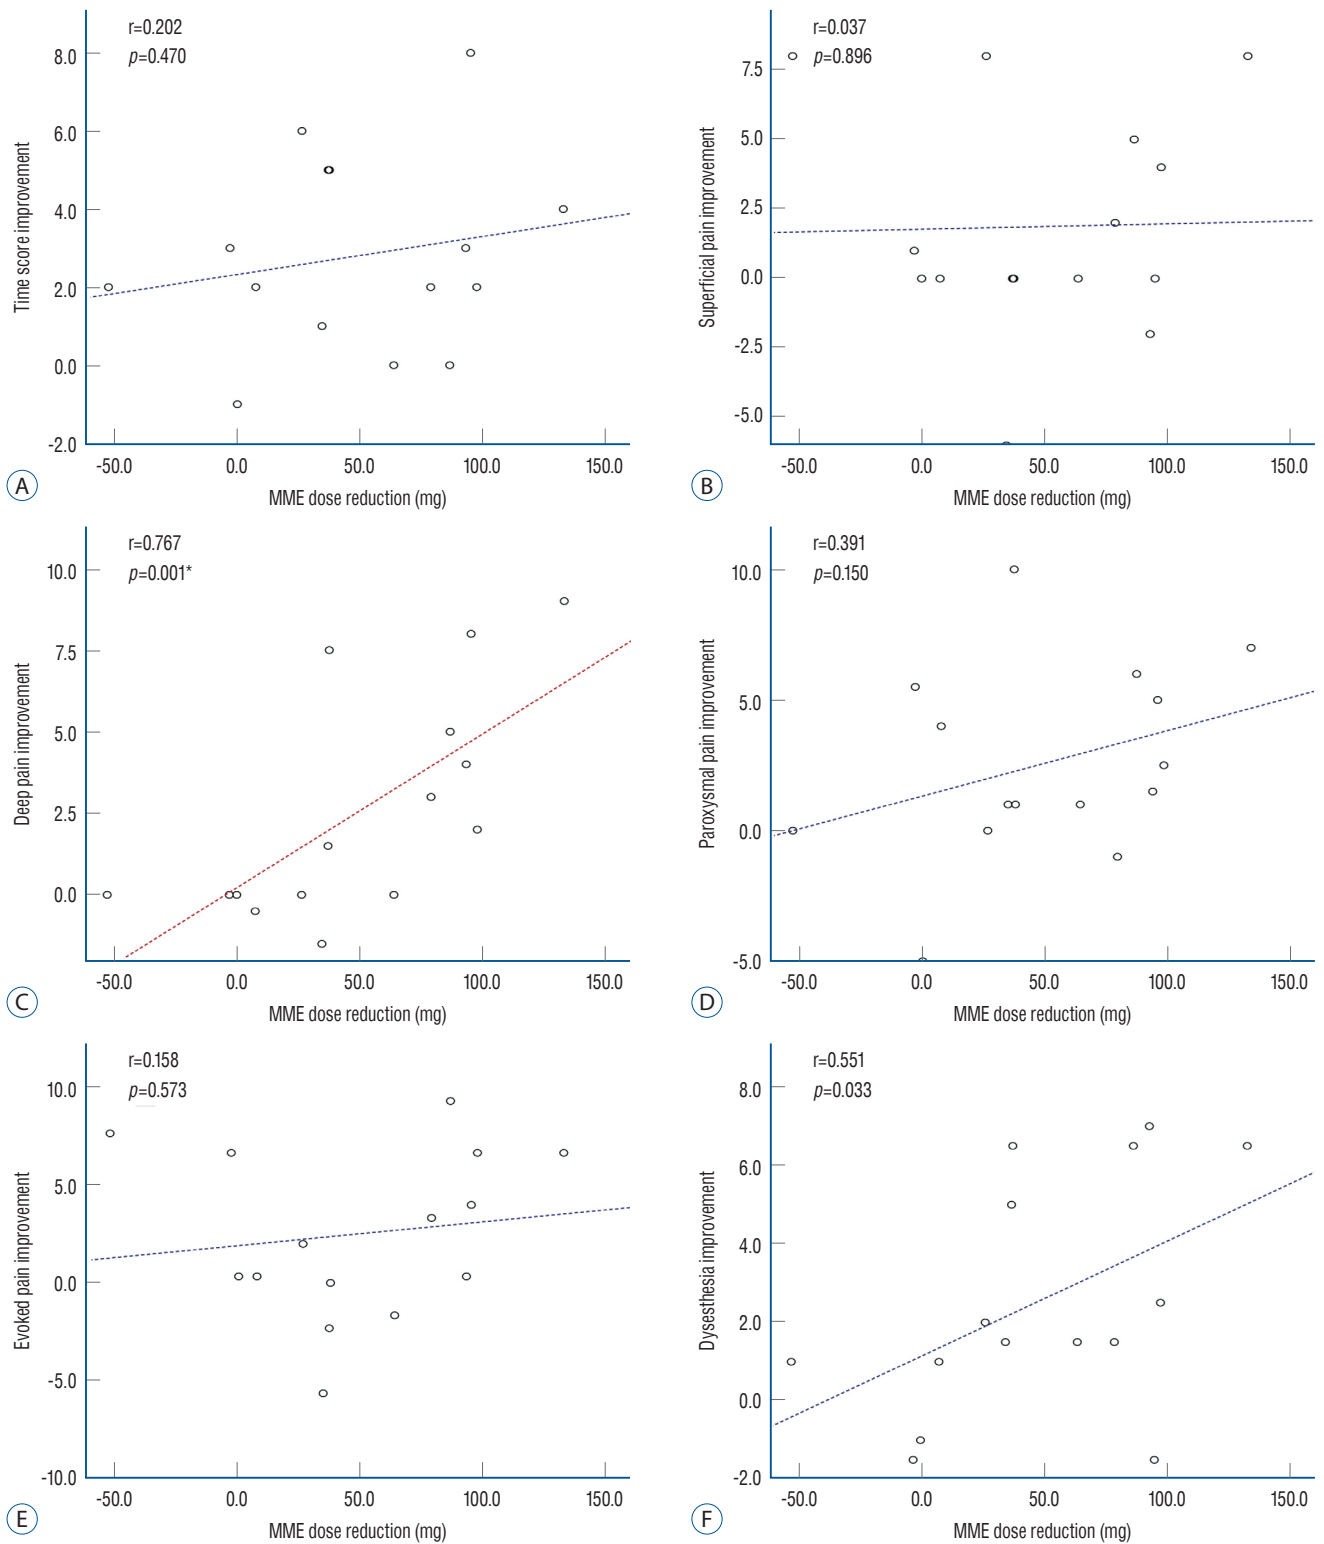 r=0.202
p=0.470
8.0
6.0
4.0
2.0
0.0
-2.0
Time score improvement
-50.0 0.0 50.0 100.0 150.0
MME dose reduction (mg)
A
r=0.037
p=0.896
7.5
5.0
2.5
0.0
-2.5
-5.0
Superficial pain improvement
-50.0 0.0 50.0 100.0 150.0
MME dose reduction (mg)
B
r=0.767
p=0.001*
10.0
7.5
5.0
2.5
0.0
Deep pain improvement
-50.0 0.0 50.0 100.0 150.0
MME dose reduction (mg)
C
r=0.391
p=0.150
10.0
5.0
0.0
-5.0
Paroxysmal pain improvement
-50.0 0.0 50.0 100.0 150.0
MME dose reduction (mg)
D
r=0.158
p=0.573
10.0
5.0
0.0
-5.0
-10.0
Evoked pain improvement
-50.0 0.0 50.0 100.0 150.0
MME dose reduction (mg)
E
r=0.551
p=0.033
8.0
6.0
4.0
2.0
0.0
-2.0
Dysesthesia improvement
-50.0 0.0 50.0 100.0 150.0
MME dose reduction (mg)
F